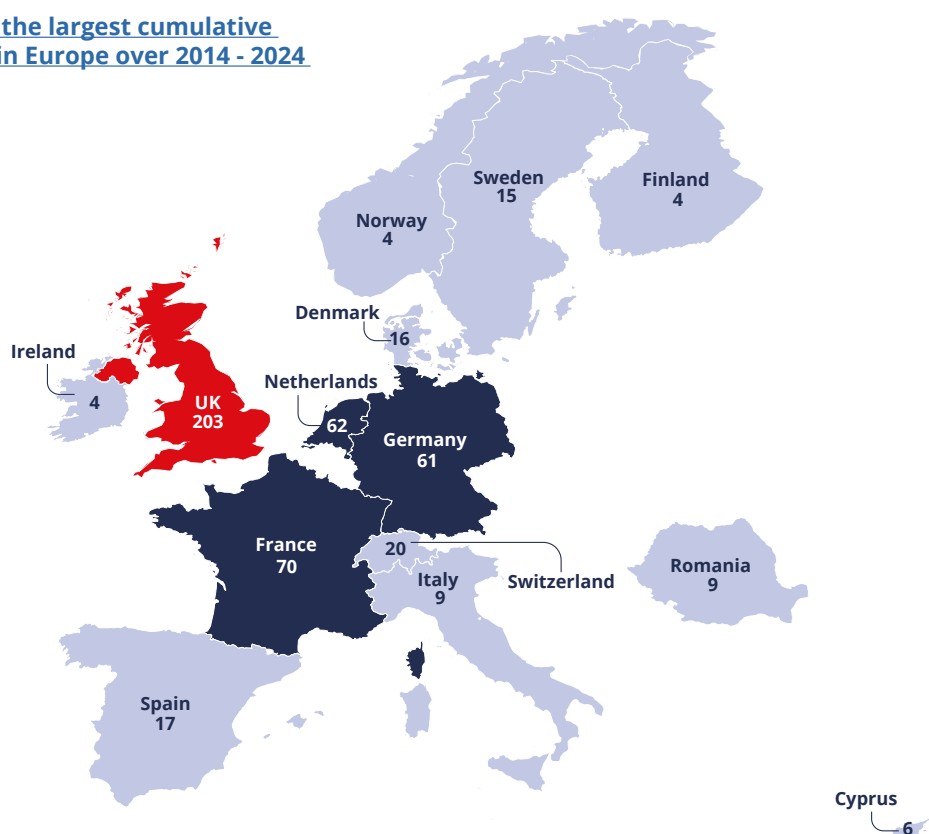 the largest cumulative
in Europe over 2014 - 2024
Sweden
15
Finland
4
Norway
4
Denmark
16
Ireland
4
Netherlands
62
UK
203
Germany
61
France
70
20
Switzerland
Italy
9
Romania
9
Spain
17
Cyprus
6